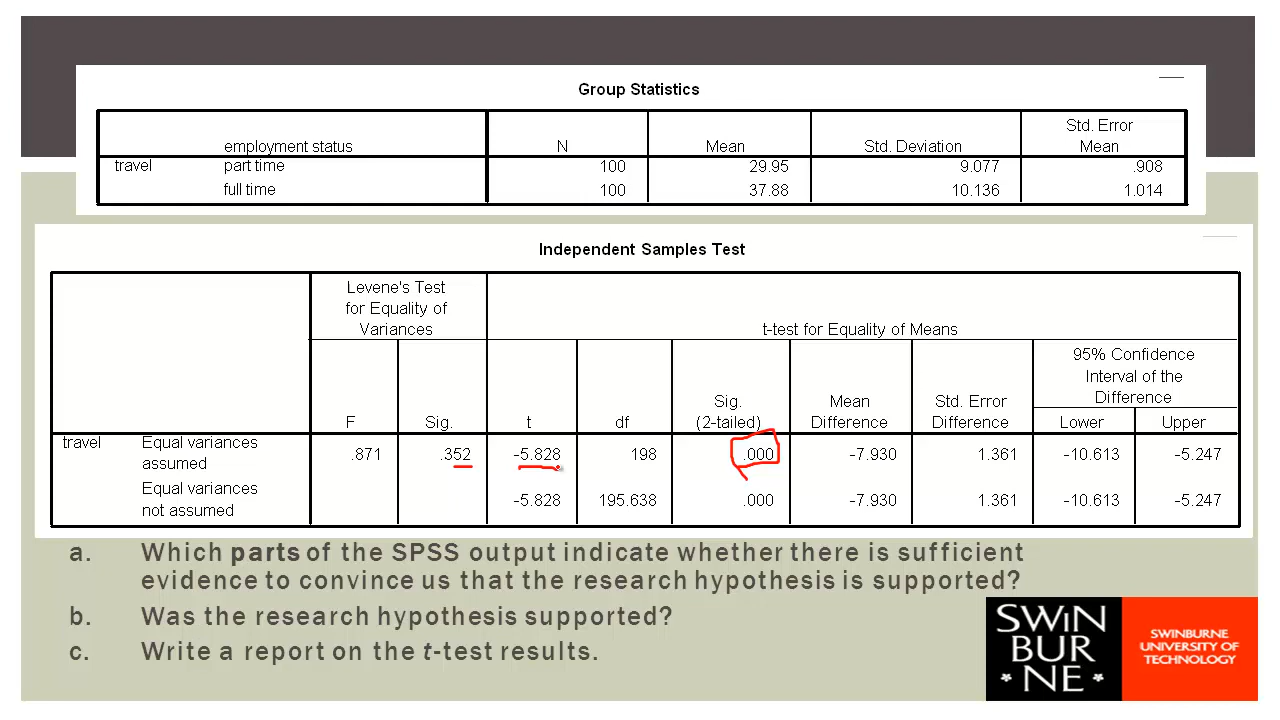 Group Statistics
employment status N Mean Std. Deviation Std. Error Mean
travel part time 100 29.95 9.077 .908
full time 100 37.88 10.136 1.014
Independent Samples Test
Levene's Test for Equality of Variances
t-test for Equality of Means
95% Confidence Interval of the Difference
F Sig. t df Sig. (2-tailed) Mean Difference Std. Error Difference Lower Upper
travel Equal variances assumed .871 .352 -5.828 198 .000 -7.930 1.361 -10.613 -5.247
Equal variances not assumed -5.828 195.638 .000 -7.930 1.361 -10.613 -5.247
a. Which parts of the SPSS output indicate whether there is sufficient
evidence to convince us that the research hypothesis is supported?
b. Was the research hypothesis supported?
c. Write a report on the t-test results.
SWiN
BUR
*NE*
SWINBURNE
UNIVERSITY OF
TECHNOLOGY